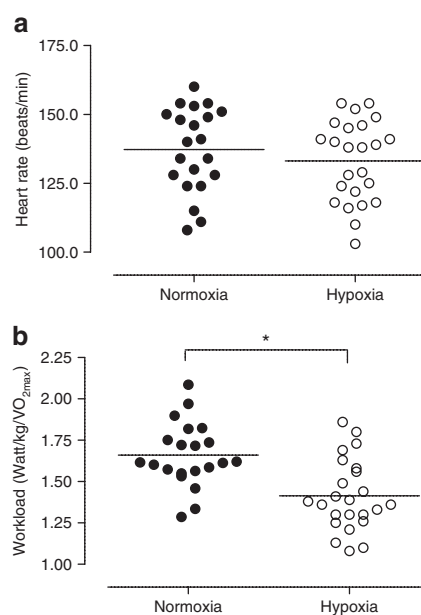 a
Heart rate (beats/min)
175.0
150.0
125.0
100.0
Normoxia
Hypoxia
b
*
Workload (Watt/kg/VO2max)
2.25
2.00
1.75
1.50
1.25
1.00
Normoxia
Hypoxia